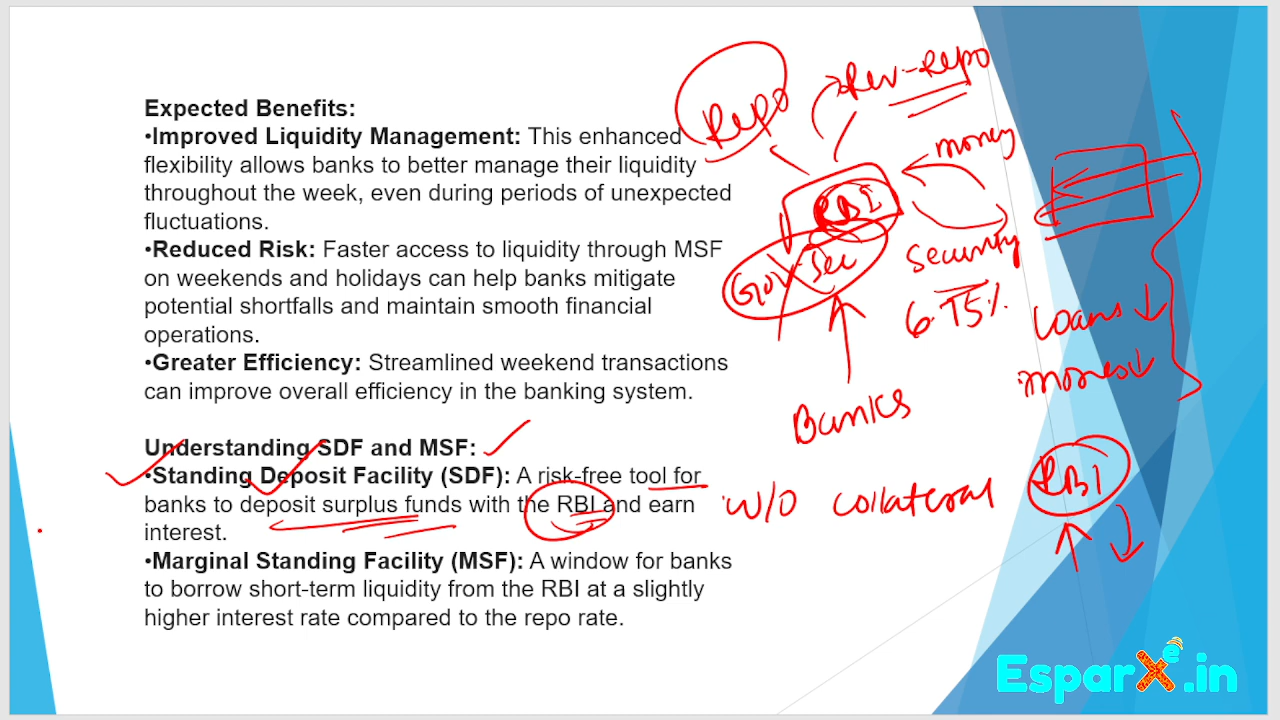 Expected Benefits:
•Improved Liquidity Management: This enhanced
flexibility allows banks to better manage their liquidity
throughout the week, even during periods of unexpected
fluctuations.
•Reduced Risk: Faster access to liquidity through MSF
on weekends and holidays can help banks mitigate
potential shortfalls and maintain smooth financial
operations.
•Greater Efficiency: Streamlined weekend transactions
can improve overall efficiency in the banking system.
Understanding SDF and MSF:
•Standing Deposit Facility (SDF): A risk-free tool for
banks to deposit surplus funds with the RBI and earn
interest.
•Marginal Standing Facility (MSF): A window for banks
to borrow short-term liquidity from the RBI at a slightly
higher interest rate compared to the repo rate.
Repo
Rev-Repo
money
RBI
Gov Sec
Security
6.75%
Banks
Loans ↓
money ↓
w/o collateral
RBI
EsparXe.in